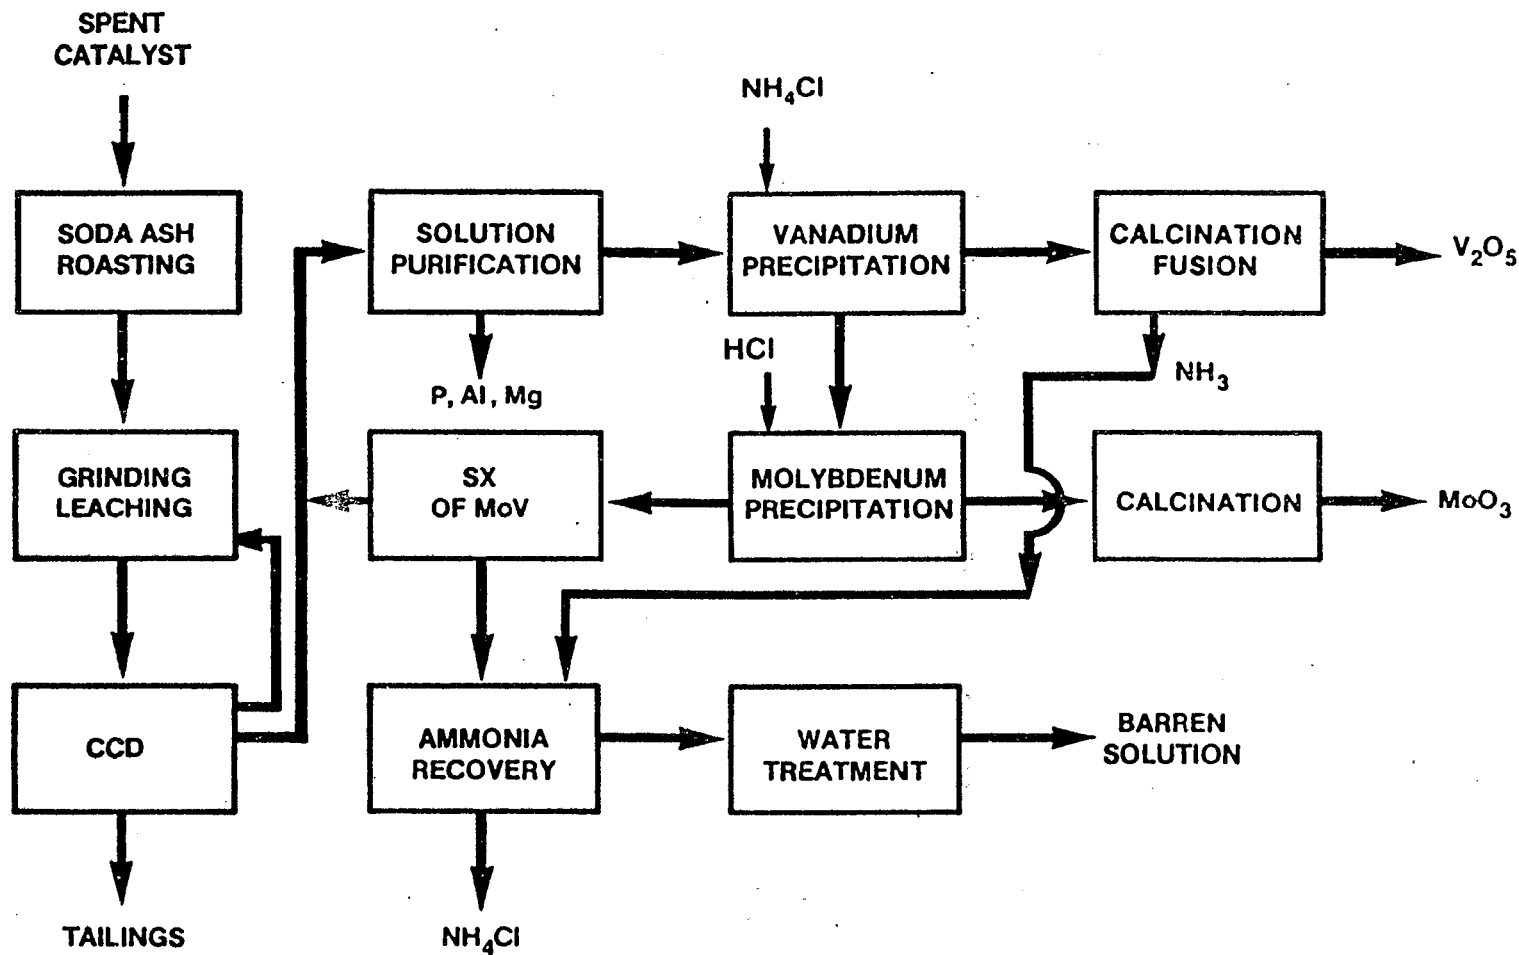 SPENT
CATALYST
NH₄Cl
SODA ASH
ROASTING
SOLUTION
PURIFICATION
VANADIUM
PRECIPITATION
CALCINATION
FUSION
V₂O₅
HCl
NH₃
P, Al, Mg
GRINDING
LEACHING
SX
OF MoV
MOLYBDENUM
PRECIPITATION
CALCINATION
MoO₃
CCD
AMMONIA
RECOVERY
WATER
TREATMENT
BARREN
SOLUTION
TAILINGS
NH₄Cl